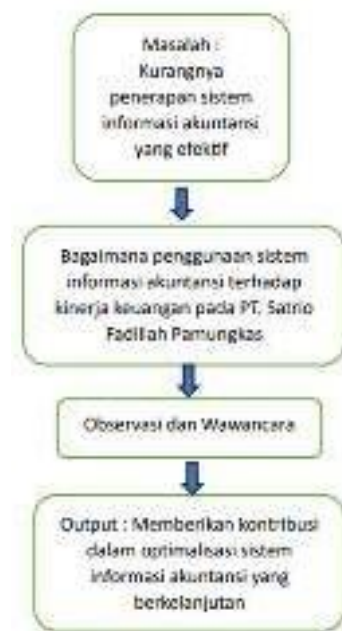 Masalah :
Kurangnya
penerapan sistem
informasi akuntansi
yang efektif
Bagaimana penggunaan sistem
informasi akuntansi terhadap
kinerja keuangan pada PT. Satrio
Fadillah Pamungkas
Observasi dan Wawancara
Output : Memberikan kontribusi
dalam optimalisasi sistem
informasi akuntansi yang
berkelanjutan